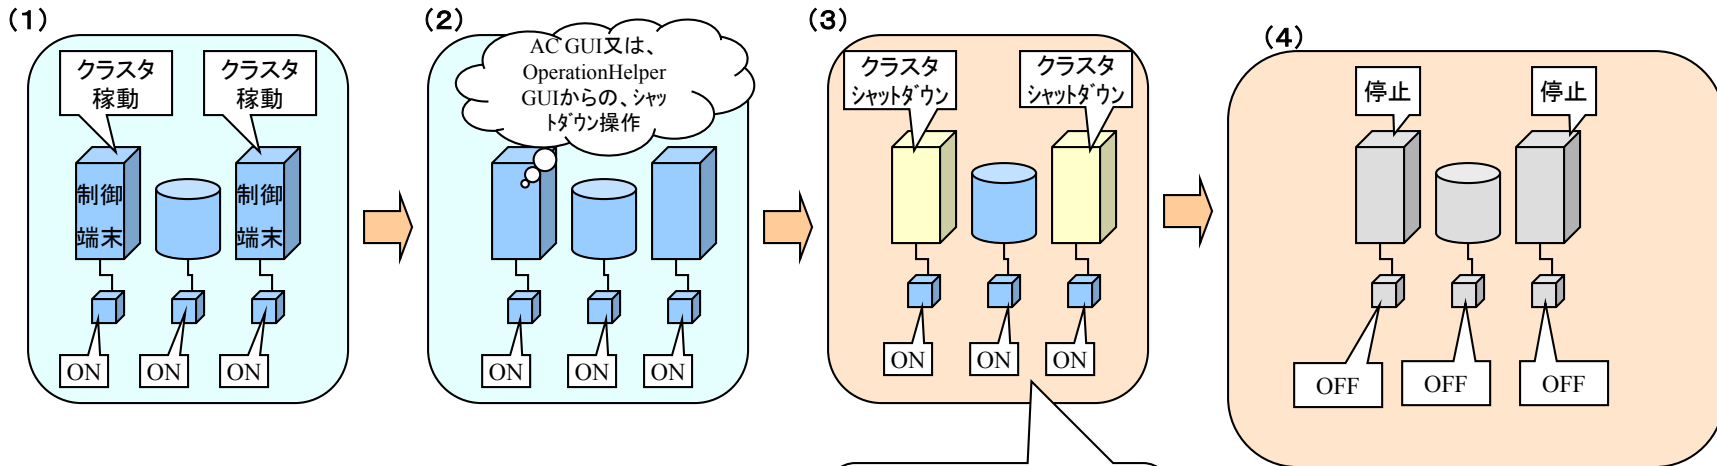 (1)
クラスタ
稼動
クラスタ
稼動
制御
端末
制御
端末
ON
ON
ON
(2)
AC GUI又は、
OperationHelper
GUIからの、シャッ
トダウン操作
ON
ON
ON
(3)
クラスタ
シャットダウン
クラスタ
シャットダウン
ON
ON
ON
(4)
停止
停止
OFF
OFF
OFF